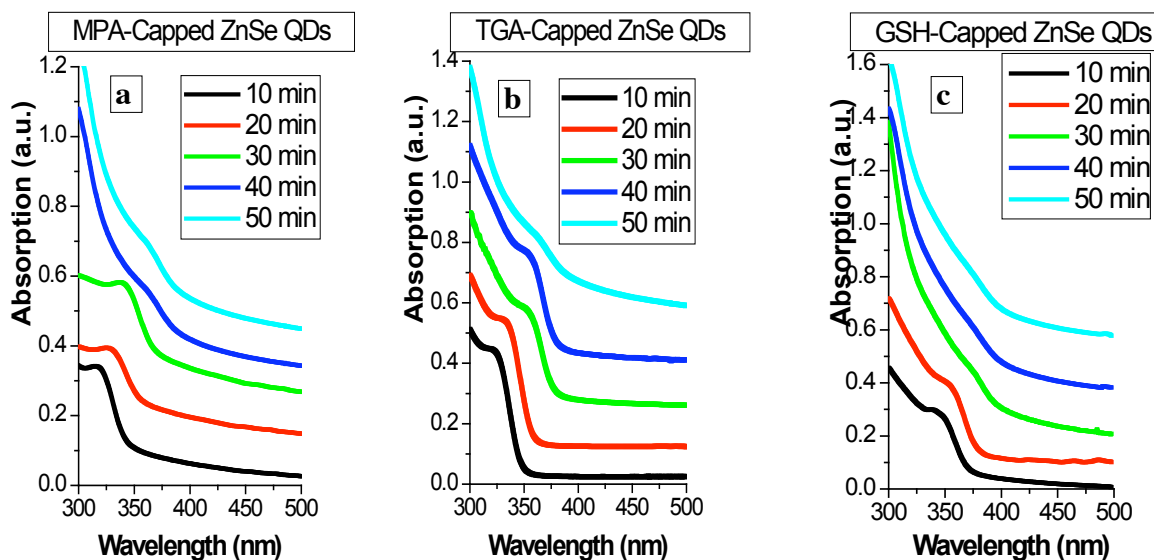 MPA-Capped ZnSe QDs
a
10 min
20 min
30 min
40 min
50 min
Absorption (a.u.)
1.2
1.0
0.8
0.6
0.4
0.2
0.0
300 350 400 450 500
Wavelength (nm)
TGA-Capped ZnSe QDs
b
10 min
20 min
30 min
40 min
50 min
Absorption (a.u.)
1.4
1.2
1.0
0.8
0.6
0.4
0.2
0.0
300 350 400 450 500
Wavelength (nm)
GSH-Capped ZnSe QDs
c
10 min
20 min
30 min
40 min
50 min
Absorption (a.u.)
1.6
1.4
1.2
1.0
0.8
0.6
0.4
0.2
0.0
300 350 400 450 500
Wavelength (nm)